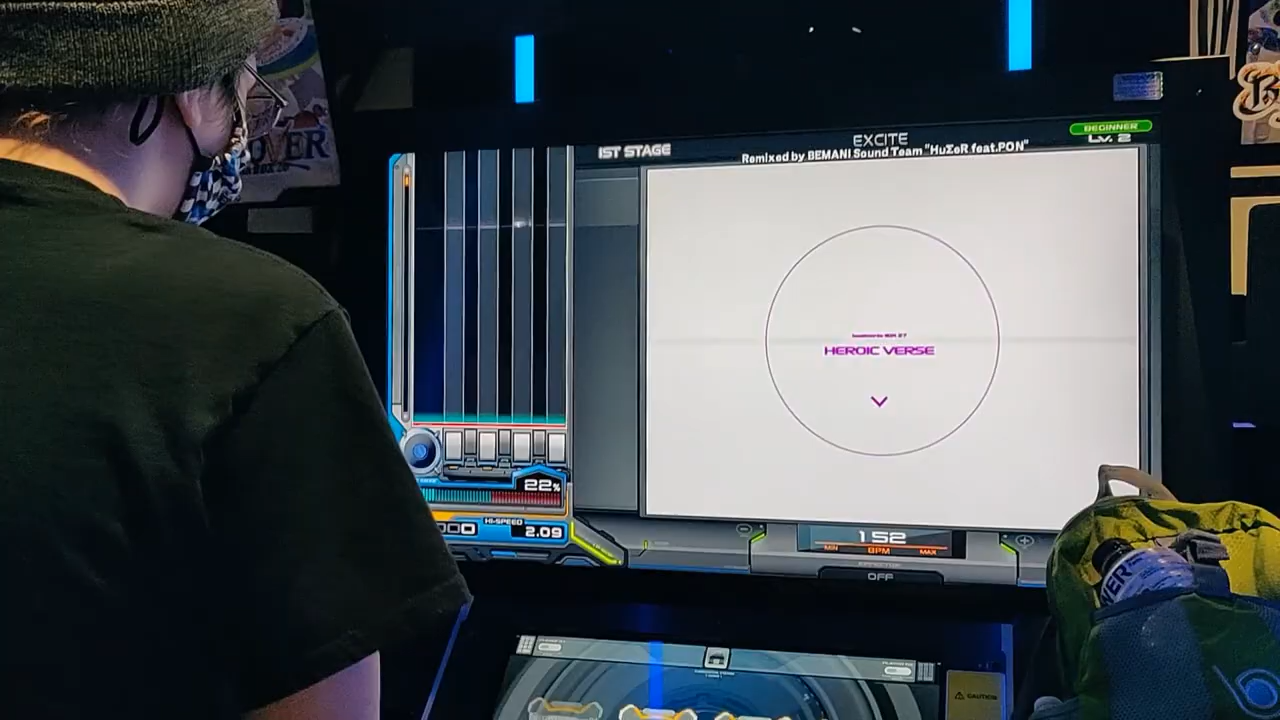 1ST STAGE
EXCITE
Remixed by BEMANI Sound Team "HuΣeR feat.PON"
BEGINNER
LV. 2
HEROIC VERSE
22%
HI-SPEED
2.09
152
MIN BPM MAX
OFF
CAUTION